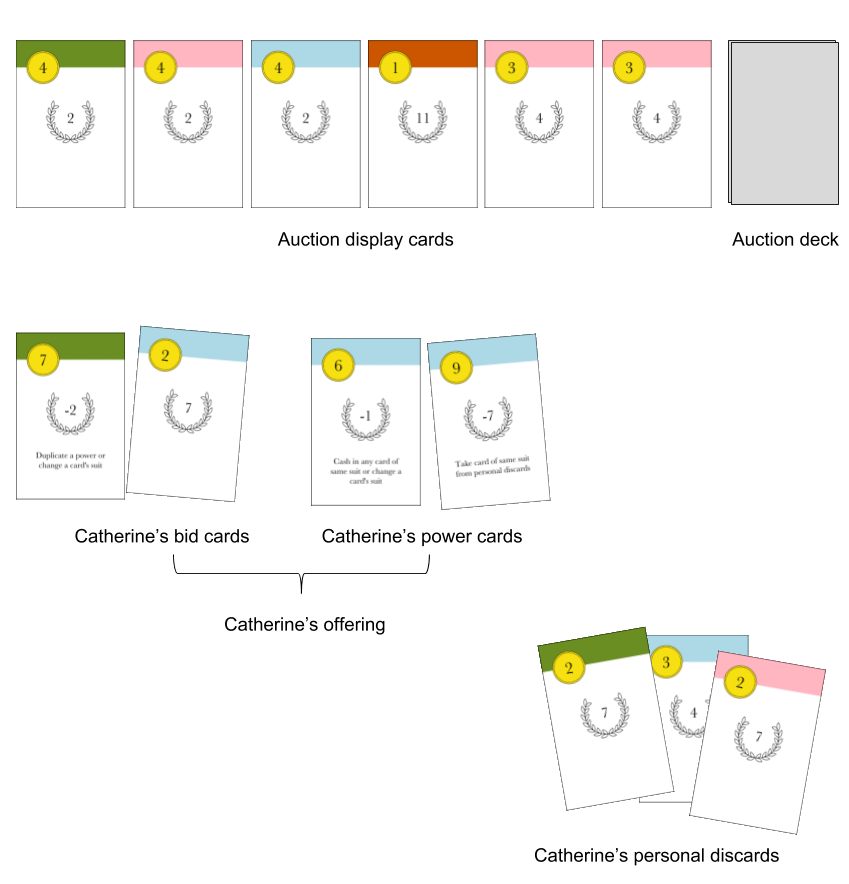 4 4 4 1 3 3
2 2 2 11 4 4
Auction display cards Auction deck
7 2 6 9
-2 7 -1 -7
Duplicate a power or
change a card's suit
Cash in any card of
same suit or change a
card's suit
Take card of same suit
from personal discards
Catherine’s bid cards Catherine’s power cards
Catherine’s offering
2 3 2
7 4 7
Catherine’s personal discards